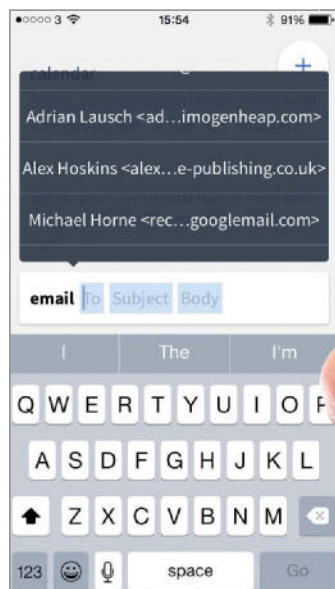 3 15:54 91%
calendar
+
Adrian Lausch <ad...imogenheap.com>
Alex Hoskins <alex...e-publishing.co.uk>
Michael Horne <rec...googlemail.com>
email To Subject Body
I The I'm
Q W E R T Y U I O P
A S D F G H J K L
Z X C V B N M
123 space Go